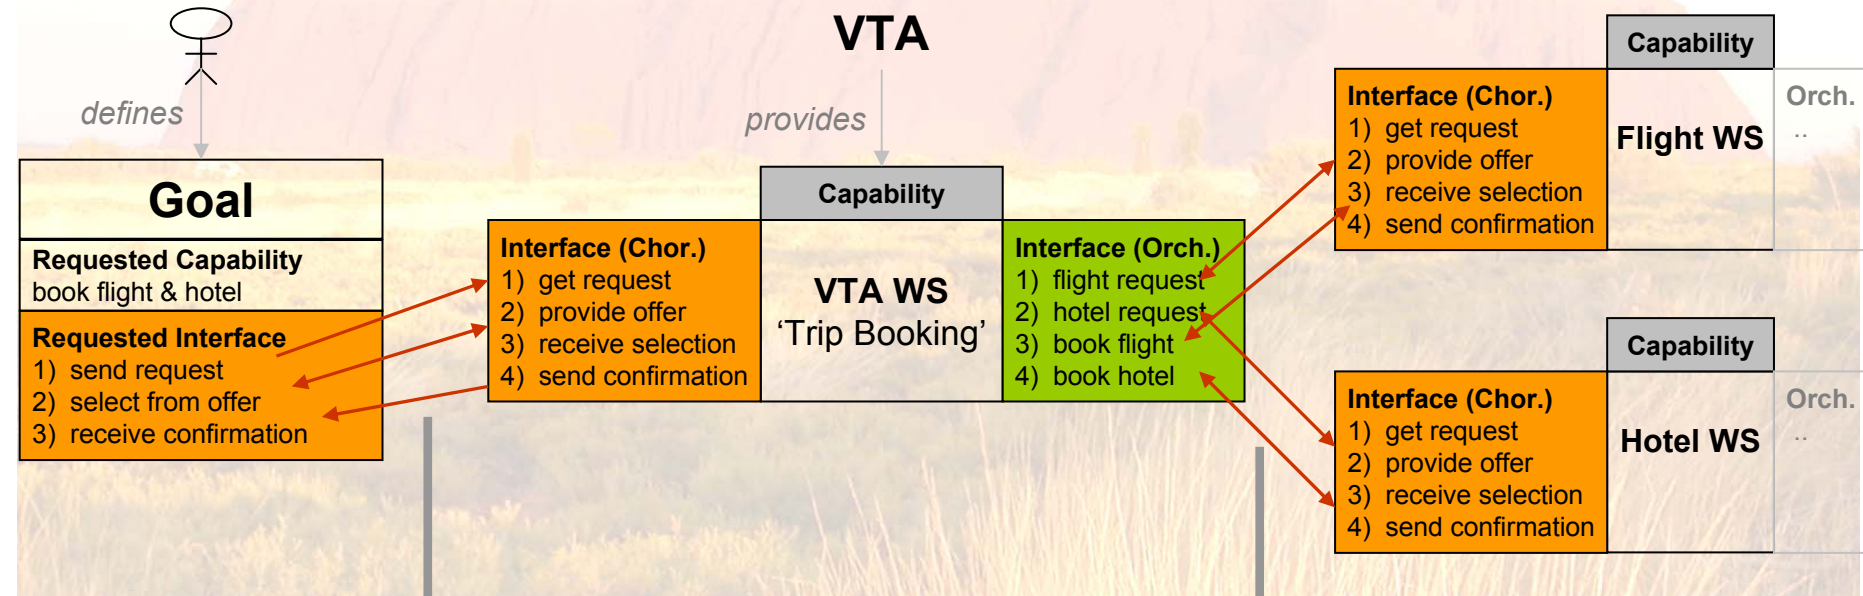 defines
Goal
Requested Capability
book flight & hotel
Requested Interface
1) send request
2) select from offer
3) receive confirmation
VTA
provides
Capability
Interface (Chor.)
1) get request
2) provide offer
3) receive selection
4) send confirmation
VTA WS
‘Trip Booking’
Interface (Orch.)
1) flight request
2) hotel request
3) book flight
4) book hotel
Capability
Interface (Chor.)
1) get request
2) provide offer
3) receive selection
4) send confirmation
Flight WS
Orch.
..
Capability
Interface (Chor.)
1) get request
2) provide offer
3) receive selection
4) send confirmation
Hotel WS
Orch.
..